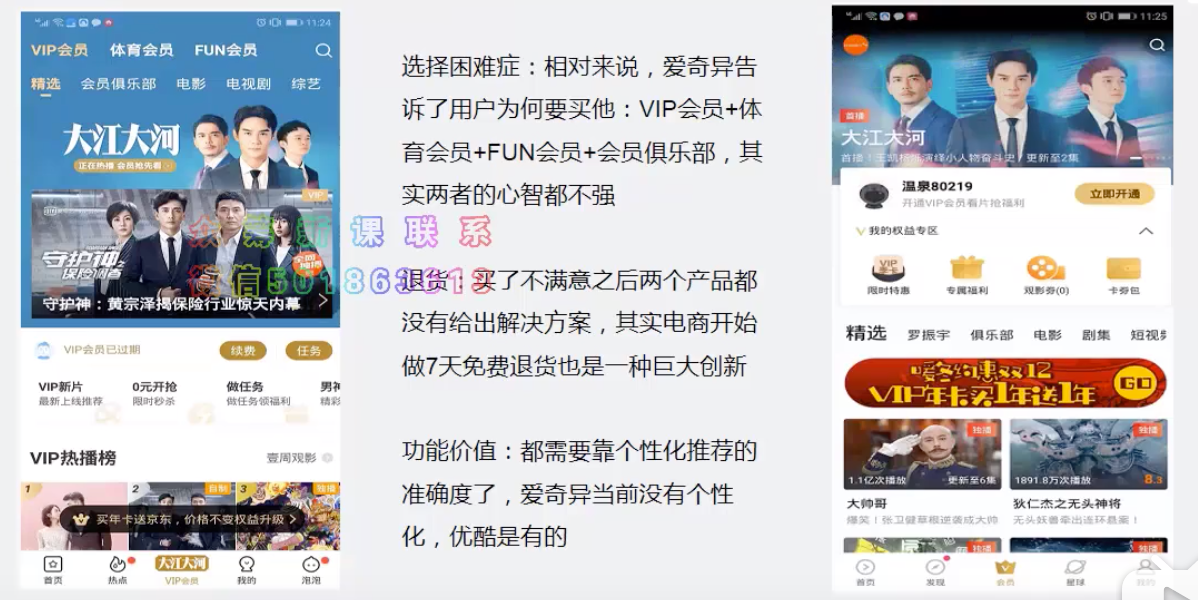 11:24
VIP会员 体育会员 FUN会员
精选 会员俱乐部 电影 电视剧 综艺
大江大河
正在热播 会员抢先看
VIP
守护神2
保险调查
全网独播
守护神：黄宗泽揭保险行业惊天内幕
VIP会员已过期 续费 任务
VIP新片 0元开抢 做任务 男神
最新上线推荐 限时秒杀 做任务领福利 精彩
VIP热播榜 壹周观影
1 2 自制 3 独播
买年卡送京东，价格不变权益升级
首页 热点 大江大河 VIP会员 我的 泡泡
选择困难症：相对来说，爱奇异告
诉了用户为何要买他：VIP会员+体
育会员+FUN会员+会员俱乐部，其
实两者的心智都不强
新课联系
微信501863613
退货：买了不满意之后两个产品都
没有给出解决方案，其实电商开始
做7天免费退货也是一种巨大创新
功能价值：都需要靠个性化推荐的
准确度了，爱奇异当前没有个性
化，优酷是有的
11:25
首播
大江大河
首播！王凯杨烁演绎小人物奋斗史 / 更新至2集
温泉80219
开通VIP会员看片抢福利
立即开通
我的权益专区
VIP
限时特惠 专属福利 观影券(0) 卡券包
精选 罗振宇 俱乐部 电影 剧集 短视频
暖冬约惠双12
VIP年卡买1年送1年
GO
独播 独播
1.1亿次播放 更新至6集 1891.8万次播放 8.3
大帅哥 狄仁杰之无头神将
爆笑！张卫健草根逆袭成大帅 无头妖兽牵出连环悬案！
独播 独播
首页 发现 会员 星球 我的